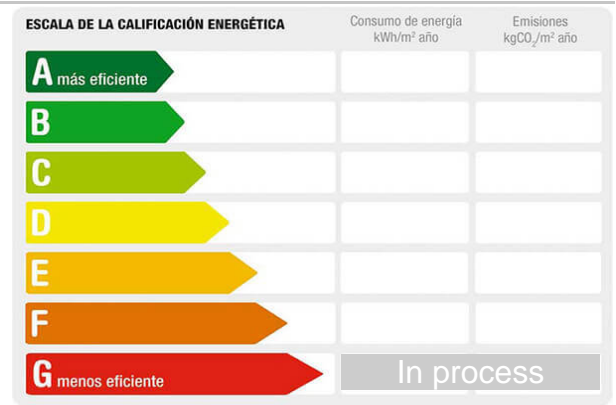 ESCALA DE LA CALIFICACIÓN ENERGÉTICA
Consumo de energía
kWh/m² año
Emisiones
kgCO₂/m² año
A más eficiente
B
C
D
E
F
G menos eficiente
In process